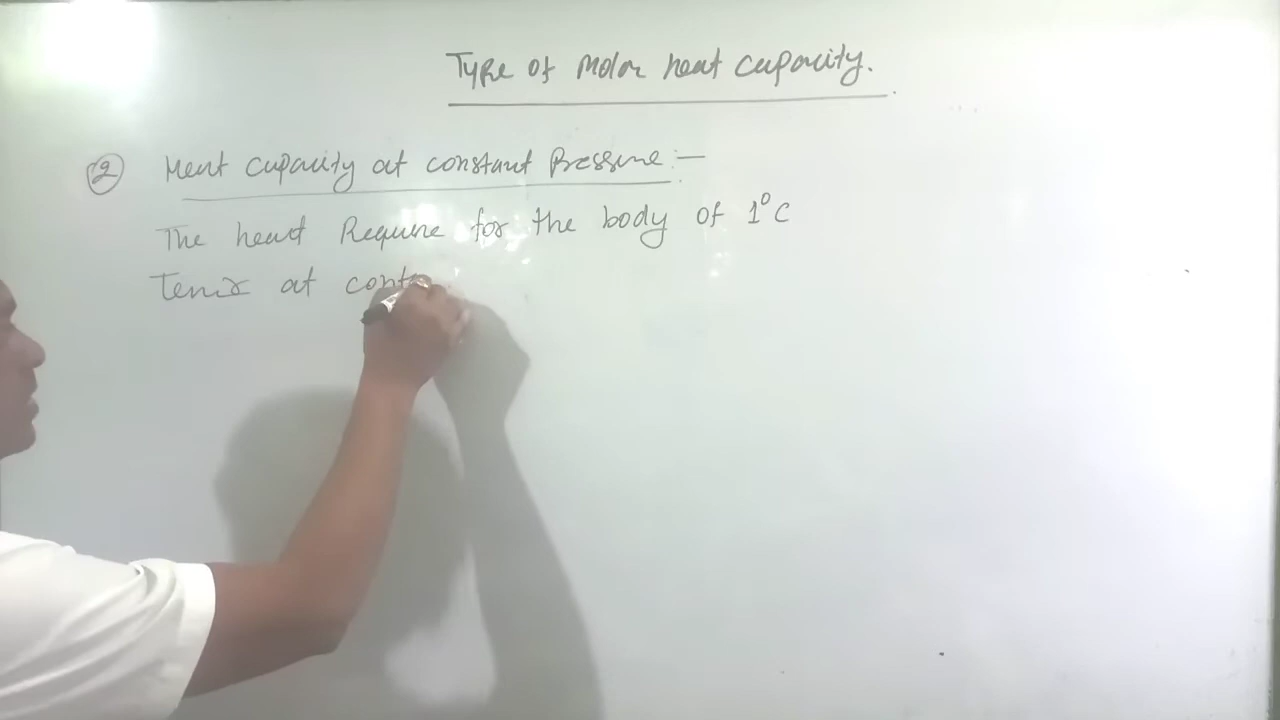 Type of Molar heat capacity.
② Heat capacity at constant Pressure :-
The heat Require for the body of 1°C
at